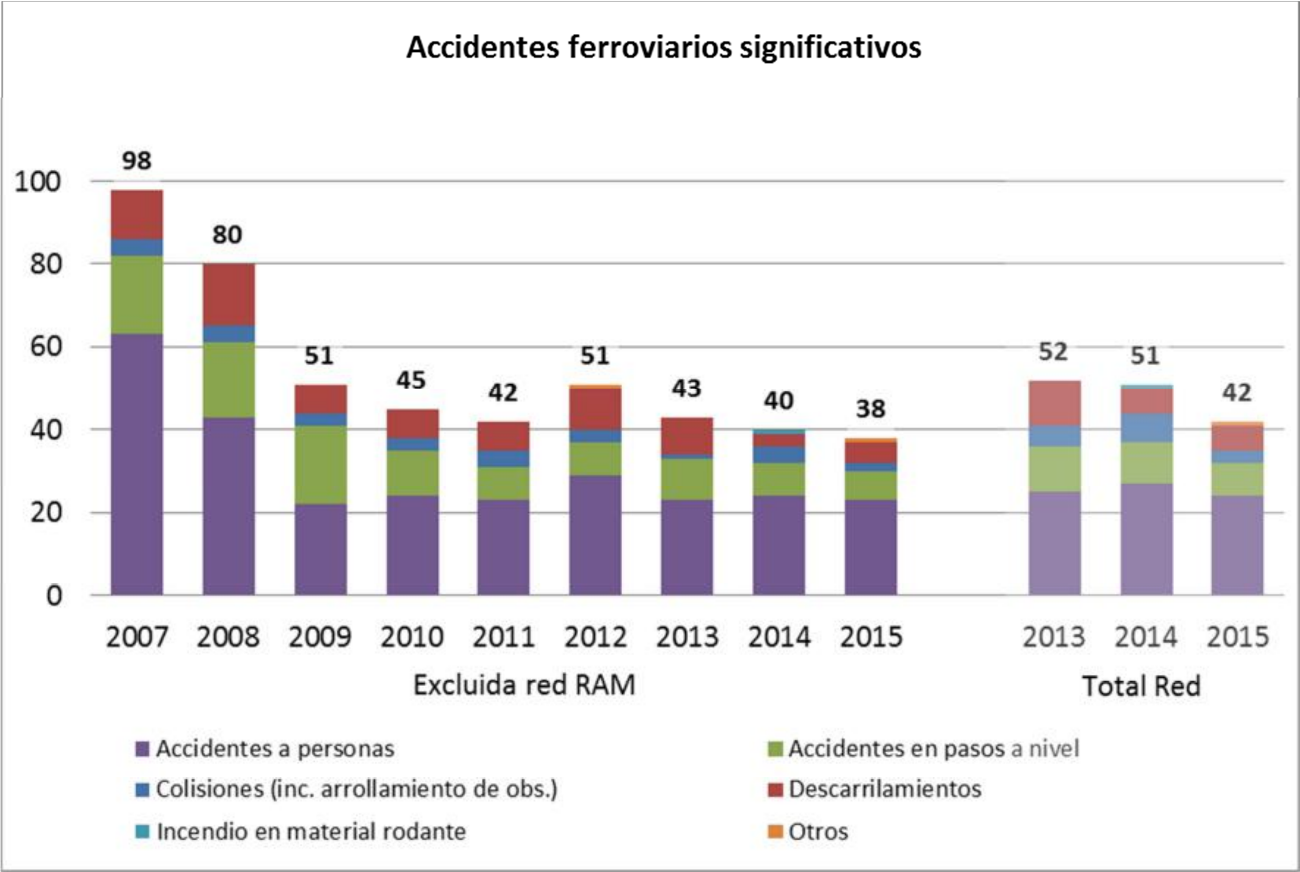 Accidentes ferroviarios significativos
98
100
80
80
60
51
45
42
51
43
40
38
52
51
42
40
20
0
2007 2008 2009 2010 2011 2012 2013 2014 2015 2013 2014 2015
Excluida red RAM Total Red
Accidentes a personas
Accidentes en pasos a nivel
Colisiones (inc. arrollamiento de obs.)
Descarrilamientos
Incendio en material rodante
Otros